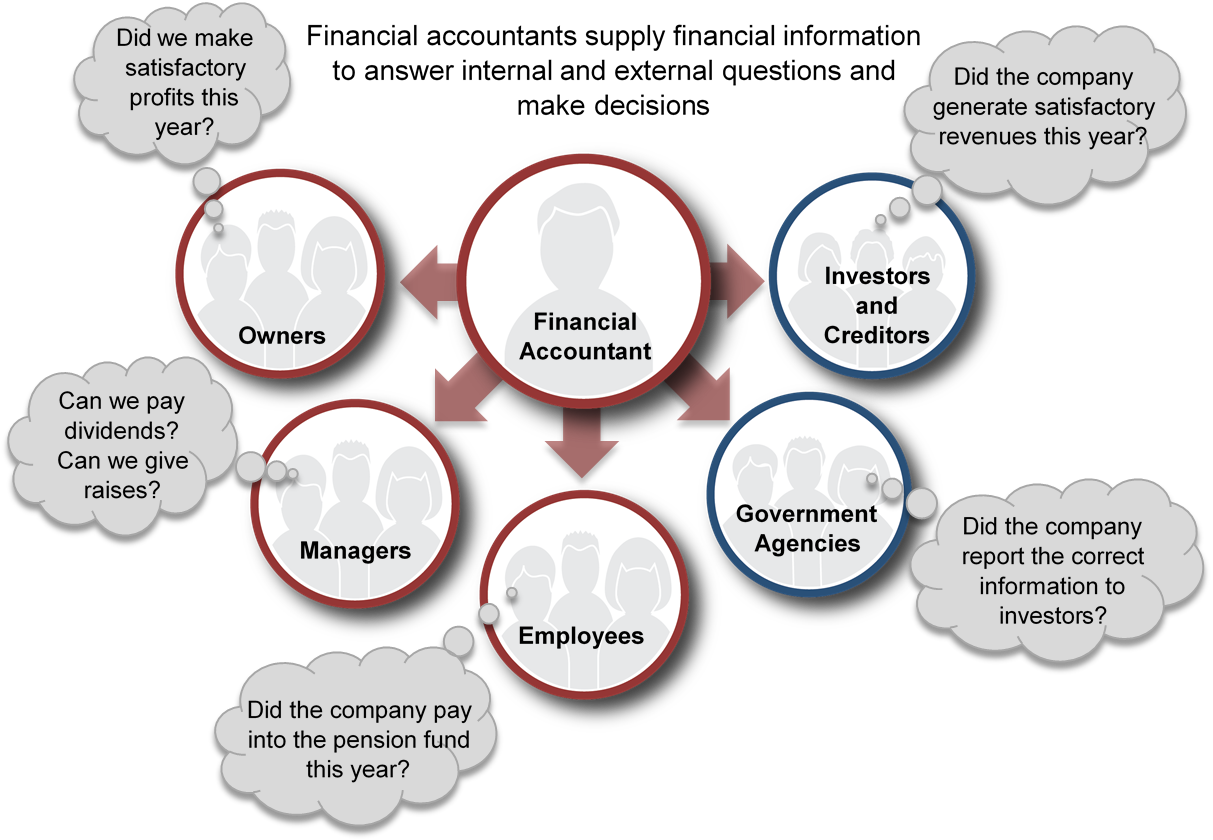 Financial accountants supply financial information
to answer internal and external questions and
make decisions
Did we make
satisfactory
profits this
year?
Did the company
generate satisfactory
revenues this year?
Owners
Financial
Accountant
Investors
and
Creditors
Can we pay
dividends?
Can we give
raises?
Managers
Government
Agencies
Did the company
report the correct
information to
investors?
Employees
Did the company pay
into the pension fund
this year?